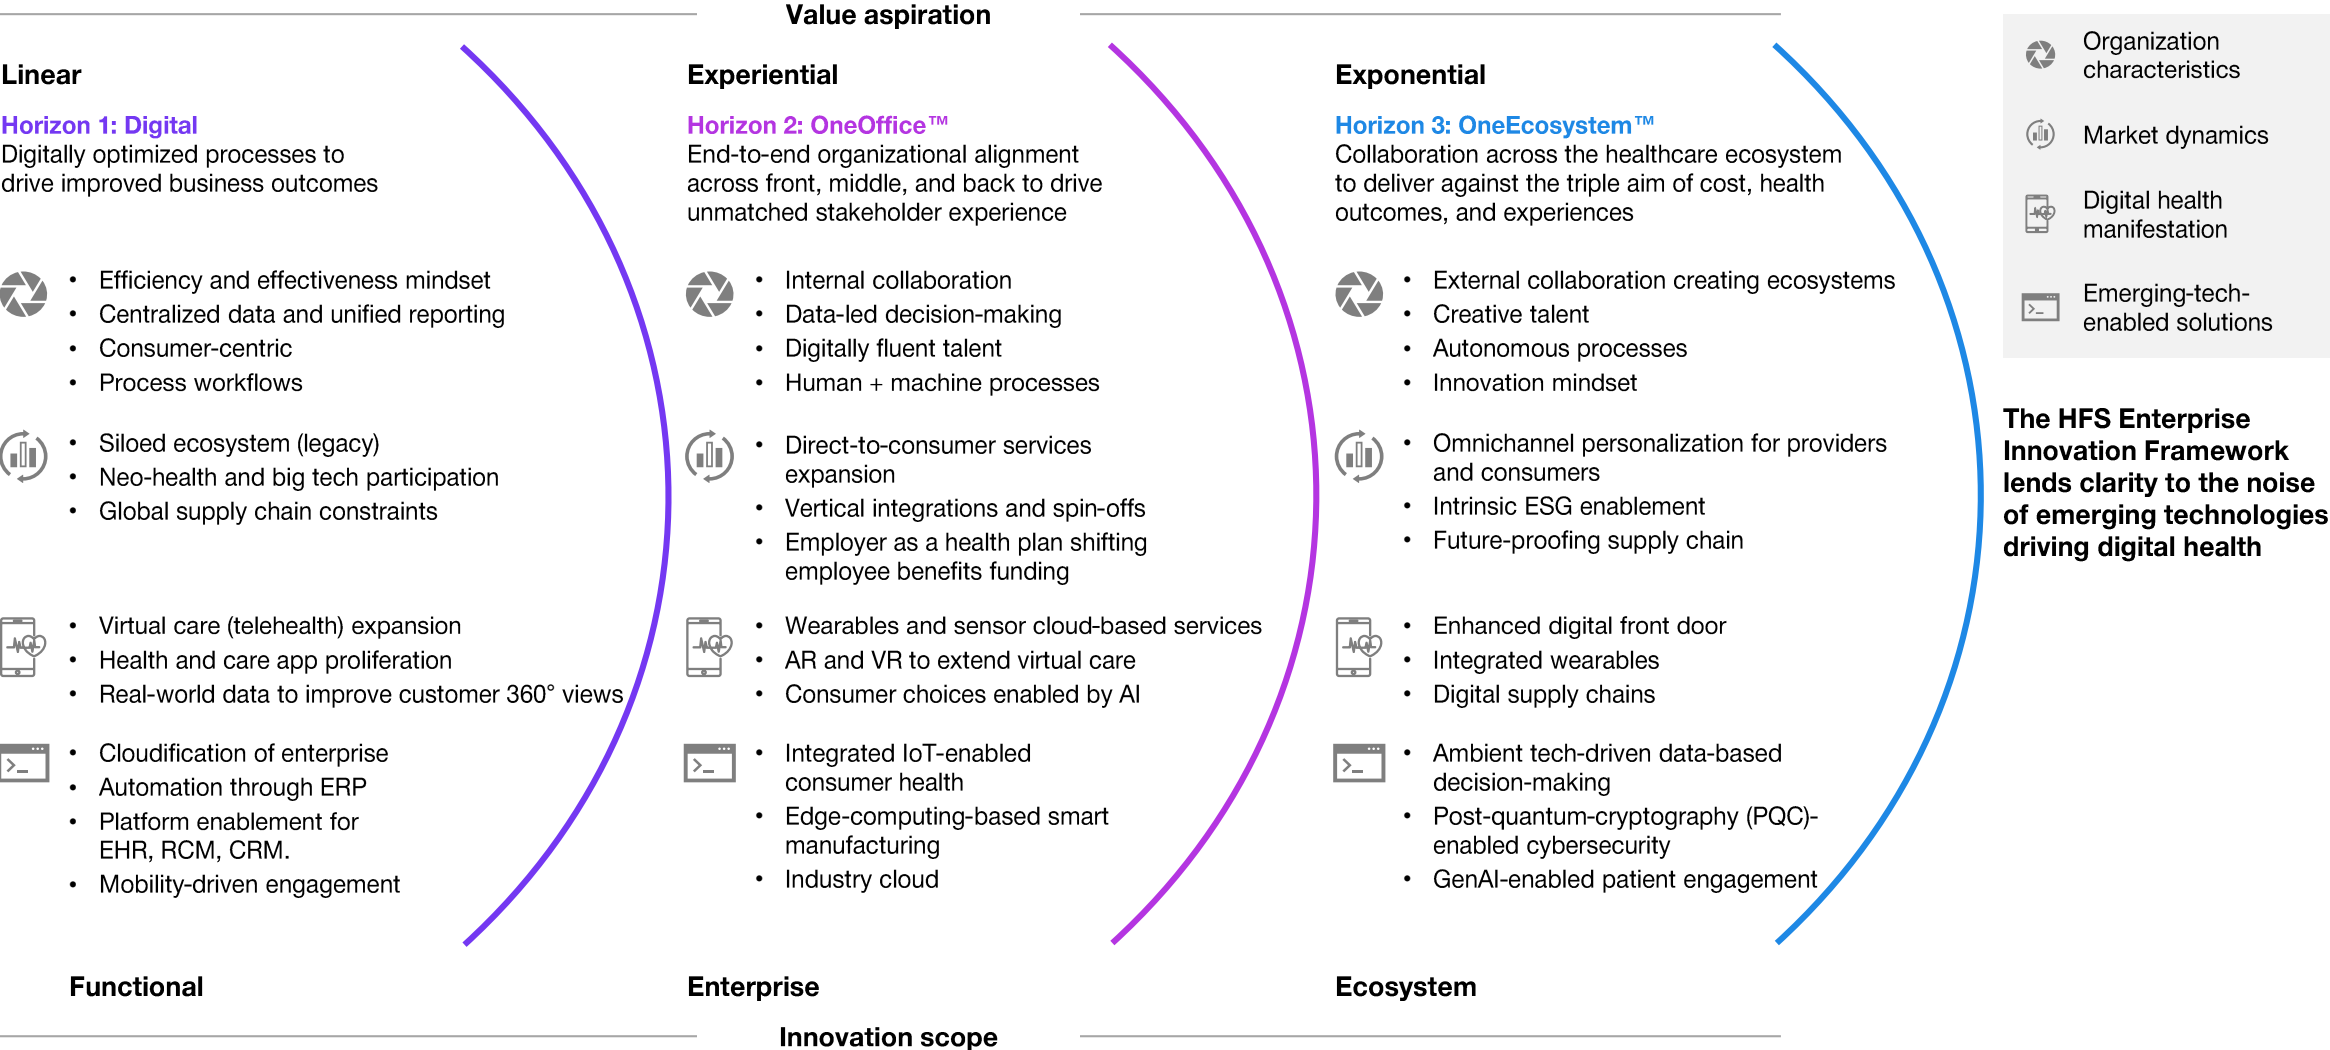 Value aspiration
Linear
Horizon 1: Digital
Digitally optimized processes to
drive improved business outcomes
• Efficiency and effectiveness mindset
• Centralized data and unified reporting
• Consumer-centric
• Process workflows
• Siloed ecosystem (legacy)
• Neo-health and big tech participation
• Global supply chain constraints
• Virtual care (telehealth) expansion
• Health and care app proliferation
• Real-world data to improve customer 360° views
• Cloudification of enterprise
• Automation through ERP
• Platform enablement for
EHR, RCM, CRM.
• Mobility-driven engagement
Functional
Experiential
Horizon 2: OneOffice™
End-to-end organizational alignment
across front, middle, and back to drive
unmatched stakeholder experience
• Internal collaboration
• Data-led decision-making
• Digitally fluent talent
• Human + machine processes
• Direct-to-consumer services
expansion
• Vertical integrations and spin-offs
• Employer as a health plan shifting
employee benefits funding
• Wearables and sensor cloud-based services
• AR and VR to extend virtual care
• Consumer choices enabled by AI
• Integrated IoT-enabled
consumer health
• Edge-computing-based smart
manufacturing
• Industry cloud
Enterprise
Exponential
Horizon 3: OneEcosystem™
Collaboration across the healthcare ecosystem
to deliver against the triple aim of cost, health
outcomes, and experiences
• External collaboration creating ecosystems
• Creative talent
• Autonomous processes
• Innovation mindset
• Omnichannel personalization for providers
and consumers
• Intrinsic ESG enablement
• Future-proofing supply chain
• Enhanced digital front door
• Integrated wearables
• Digital supply chains
• Ambient tech-driven data-based
decision-making
• Post-quantum-cryptography (PQC)-
enabled cybersecurity
• GenAI-enabled patient engagement
Ecosystem
Innovation scope
Organization
characteristics
Market dynamics
Digital health
manifestation
Emerging-tech-
enabled solutions
The HFS Enterprise
Innovation Framework
lends clarity to the noise
of emerging technologies
driving digital health